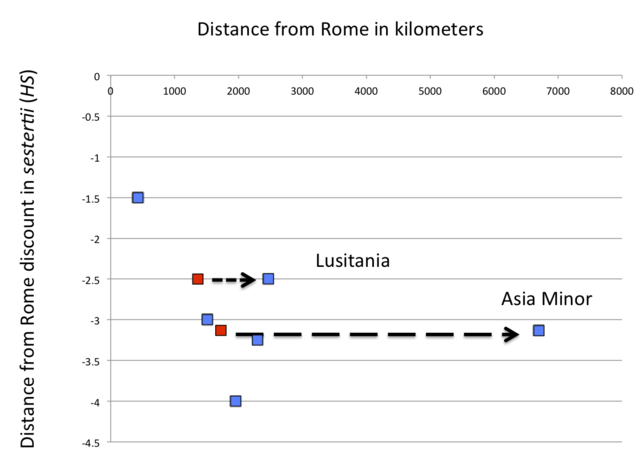 Distance from Rome in kilometers
Distance from Rome discount in sestertii (HS)
0
0 1000 2000 3000 4000 5000 6000 7000 8000
-0.5
-1
-1.5
-2
Lusitania
-2.5
Asia Minor
-3
-3.5
-4
-4.5